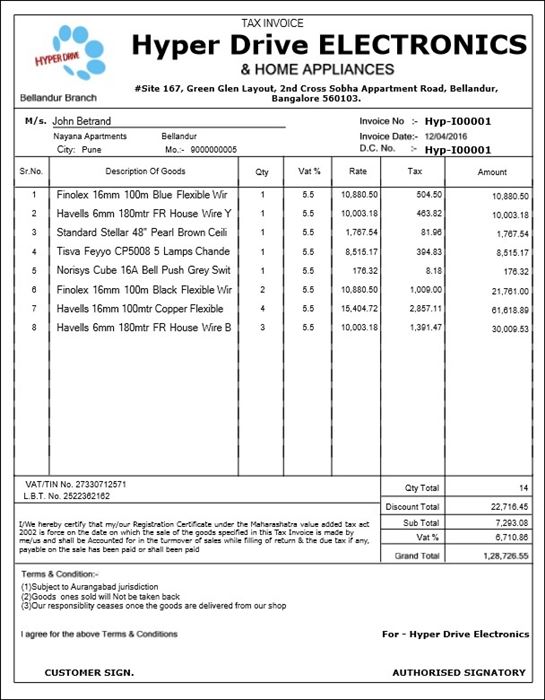 TAX INVOICE
HYPER DRIVE
Hyper Drive ELECTRONICS
& HOME APPLIANCES
Bellandur Branch
#Site 167, Green Glen Layout, 2nd Cross Sobha Appartment Road, Bellandur,
Bangalore 560103.
M/s. John Betrand Invoice No :- Hyp-I00001
Nayana Apartments Bellandur Invoice Date:- 12/04/2016
City: Pune Mo.:- 9000000005 D.C. No. :- Hyp-I00001
Sr.No. Description Of Goods Qty Vat % Rate Tax Amount
1 Finolex 16mm 100m Blue Flexible Wir 1 5.5 10,880.50 504.50 10,880.50
2 Havells 6mm 180mtr FR House Wire Y 1 5.5 10,003.18 463.82 10,003.18
3 Standard Stellar 48" Pearl Brown Ceili 1 5.5 1,767.54 81.96 1,767.54
4 Tisva Feyyo CP5008 5 Lamps Chande 1 5.5 8,515.17 394.83 8,515.17
5 Norisys Cube 16A Bell Push Grey Swit 1 5.5 176.32 8.18 176.32
6 Finolex 16mm 100m Black Flexible Wir 2 5.5 10,880.50 1,009.00 21,761.00
7 Havells 16mm 100mtr Copper Flexible 4 5.5 15,404.72 2,857.11 61,618.89
8 Havells 6mm 180mtr FR House Wire B 3 5.5 10,003.18 1,391.47 30,009.53
VAT/TIN No. 27330712571
L.B.T. No. 2522362162
Qty Total 14
Discount Total 22,716.45
Sub Total 7,293.08
Vat % 6,710.86
Grand Total 1,28,726.55
I/We hereby certify that my/our Registration Certificate under the Maharashatra value added tax act
2002 is force on the date on which the sale of the goods specified in this Tax Invoice is made by
me/us and shall be Accounted for in the turnover of sales while filling of return & the due tax if any,
payable on the sale has been paid or shall been paid
Terms & Condition:-
(1)Subject to Aurangabad jurisdiction
(2)Goods ones sold will Not be taken back
(3)Our responsiblity ceases once the goods are delivered from our shop
I agree for the above Terms & Conditions For - Hyper Drive Electronics
CUSTOMER SIGN. AUTHORISED SIGNATORY